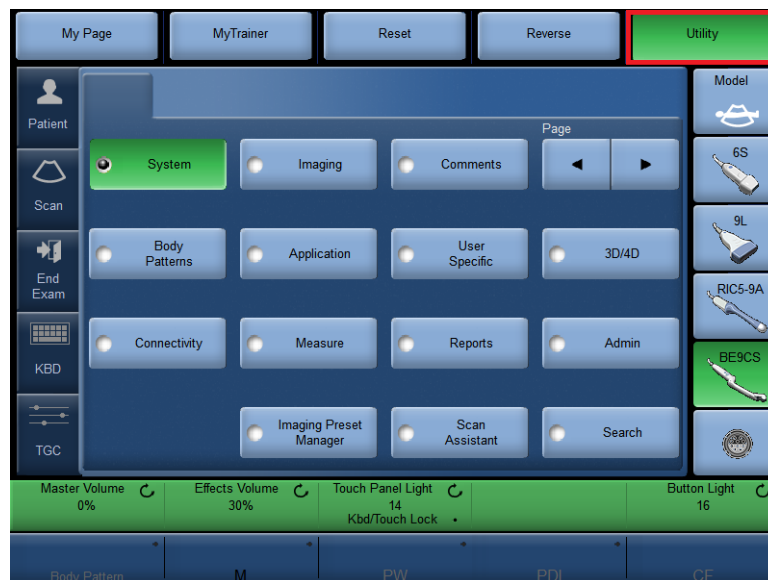 My Page
MyTrainer
Reset
Reverse
Utility
Patient
Scan
End
Exam
KBD
TGC
Page
System
Imaging
Comments
Body
Patterns
Application
User
Specific
3D/4D
Connectivity
Measure
Reports
Admin
Imaging Preset
Manager
Scan
Assistant
Search
Model
6S
9L
RIC5-9A
BE9CS
Master Volume
0%
Effects Volume
30%
Touch Panel Light
14
Kbd/Touch Lock
Button Light
16
Body Pattern
M
PW
PDI
CF